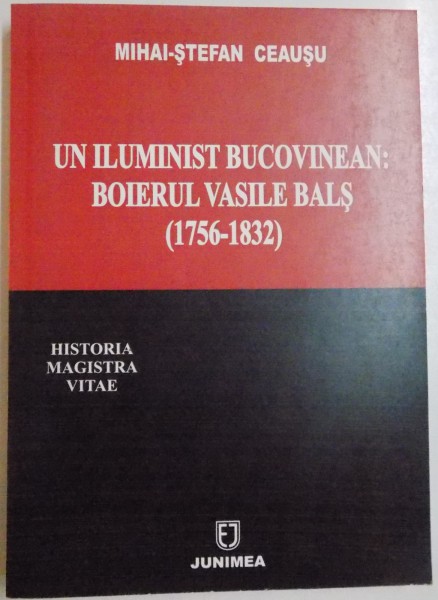 MIHAI-ŞTEFAN CEAUŞU
UN ILUMINIST BUCOVINEAN:
BOIERUL VASILE BALŞ
(1756-1832)
HISTORIA
MAGISTRA
VITAE
JUNIMEA